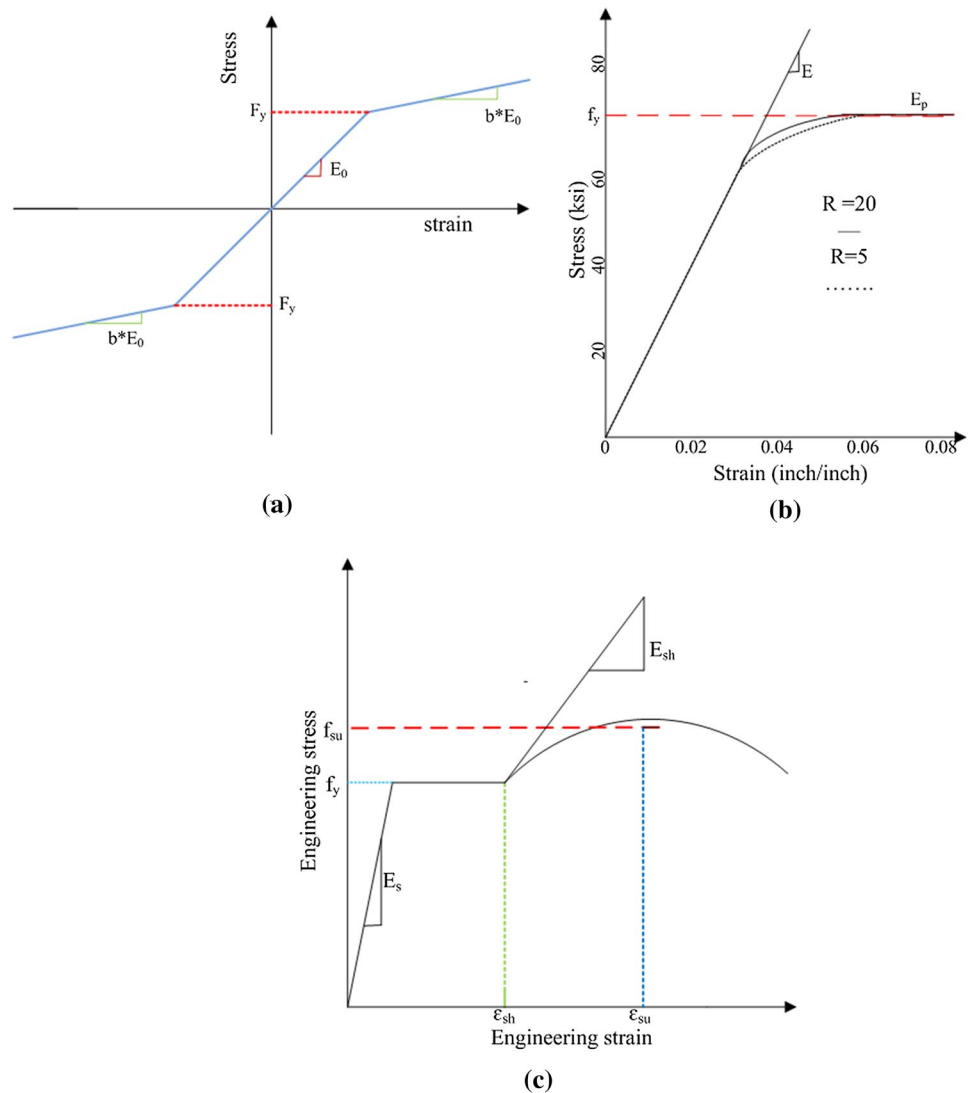 Stress
F_y
b*E_0
E_0
strain
F_y
b*E_0
(a)
80
E
f_y
E_p
60
Stress (ksi)
R =20
R=5
40
20
0 0.02 0.04 0.06 0.08
Strain (inch/inch)
(b)
E_sh
f_su
f_y
Engineering stress
E_s
ε_sh ε_su
Engineering strain
(c)